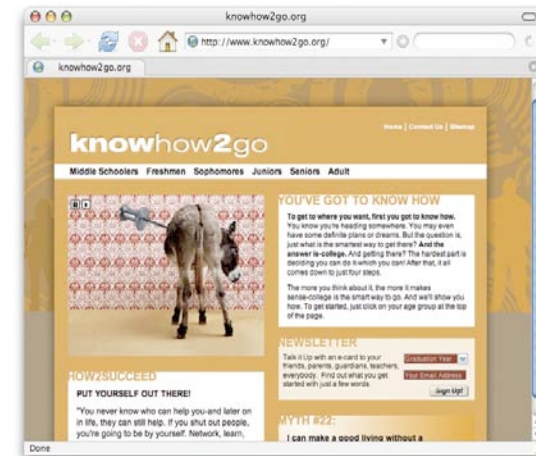 knowhow2go.org
http://www.knowhow2go.org/
knowhow2go.org
Home | Contact Us | Sitemap
knowhow2go
Middle Schoolers Freshmen Sophomores Juniors Seniors Adult
YOU'VE GOT TO KNOW HOW
To get to where you want, first you got to know how.
You know you're heading somewhere. You may even
have some definite plans or dreams. But the question is,
just what is the smartest way to get there? And the
answer is-college. And getting there? The hardest part is
deciding you can do it-which you can! After that, it all
comes down to just four steps.
The more you think about it, the more it makes
sense-college is the smart way to go. And we'll show you
how. To get started, just click on your age group at the top
of the page.
NEWSLETTER
Talk it Up with an e-card to your
friends, parents, guardians, teachers,
everybody. Find out what you get
started with just a few words.
Graduation Year
Your Email Address
Sign Up!
HOW2SUCCEED
PUT YOURSELF OUT THERE!
"You never know who can help you-and later on
in life, they can still help. If you shut out people,
you're going to be by yourself. Network, learn,
MYTH #22:
I can make a good living without a
Done